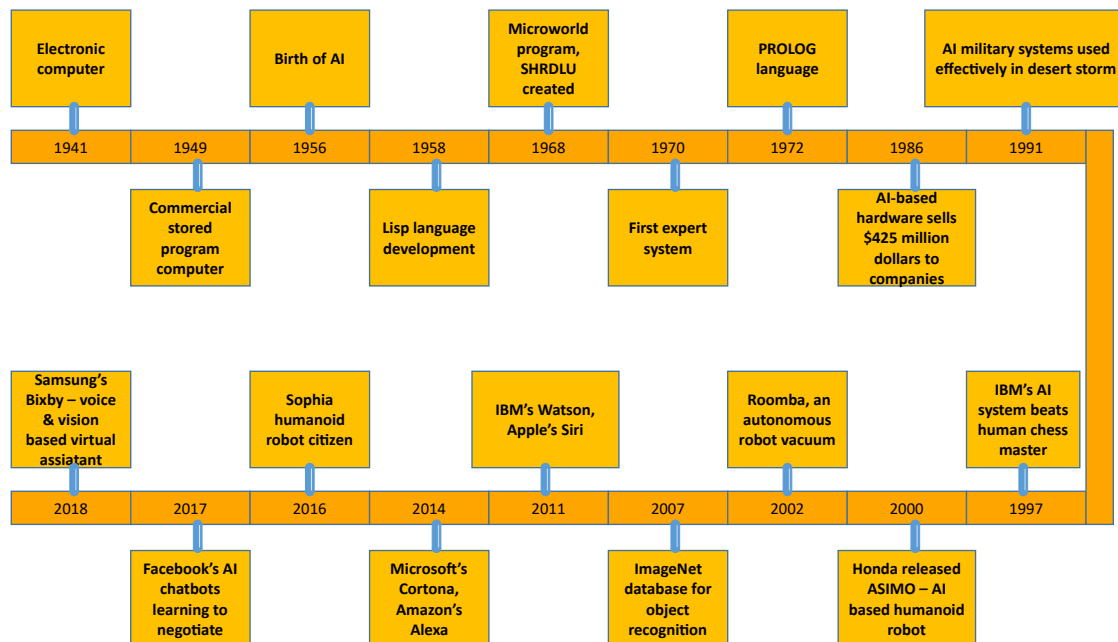 Electronic
computer
Birth of AI
Microworld
program,
SHRDLU
created
PROLOG
language
AI military systems used
effectively in desert storm
1941
1949
1956
1958
1968
1970
1972
1986
1991
Commercial
stored
program
computer
Lisp language
development
First expert
system
AI-based
hardware sells
$425 million
dollars to
companies
Samsung’s
Bixby – voice
& vision
based virtual
assiatant
Sophia
humanoid
robot citizen
IBM’s Watson,
Apple’s Siri
Roomba, an
autonomous
robot vacuum
IBM’s AI
system beats
human chess
master
2018
2017
2016
2014
2011
2007
2002
2000
1997
Facebook’s AI
chatbots
learning to
negotiate
Microsoft’s
Cortona,
Amazon’s
Alexa
ImageNet
database for
object
recognition
Honda released
ASIMO – AI
based humanoid
robot